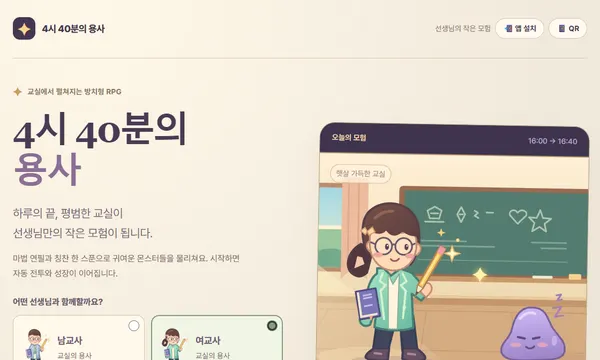 4시 40분의 용사
선생님의 작은 모험
앱 설치
QR
교실에서 펼쳐지는 방치형 RPG
4시 40분의
용사
하루의 끝, 평범한 교실이
선생님만의 작은 모험이 됩니다.
마법 연필과 칭찬 한 스푼으로 귀여운 몬스터들을 물리쳐요. 시작하면
자동 전투와 성장이 이어집니다.
어떤 선생님과 함께할까요?
남교사
교실의 용사
여교사
교실의 용사
오늘의 모험
16:00 → 16:40
햇살 가득한 교실
z
z